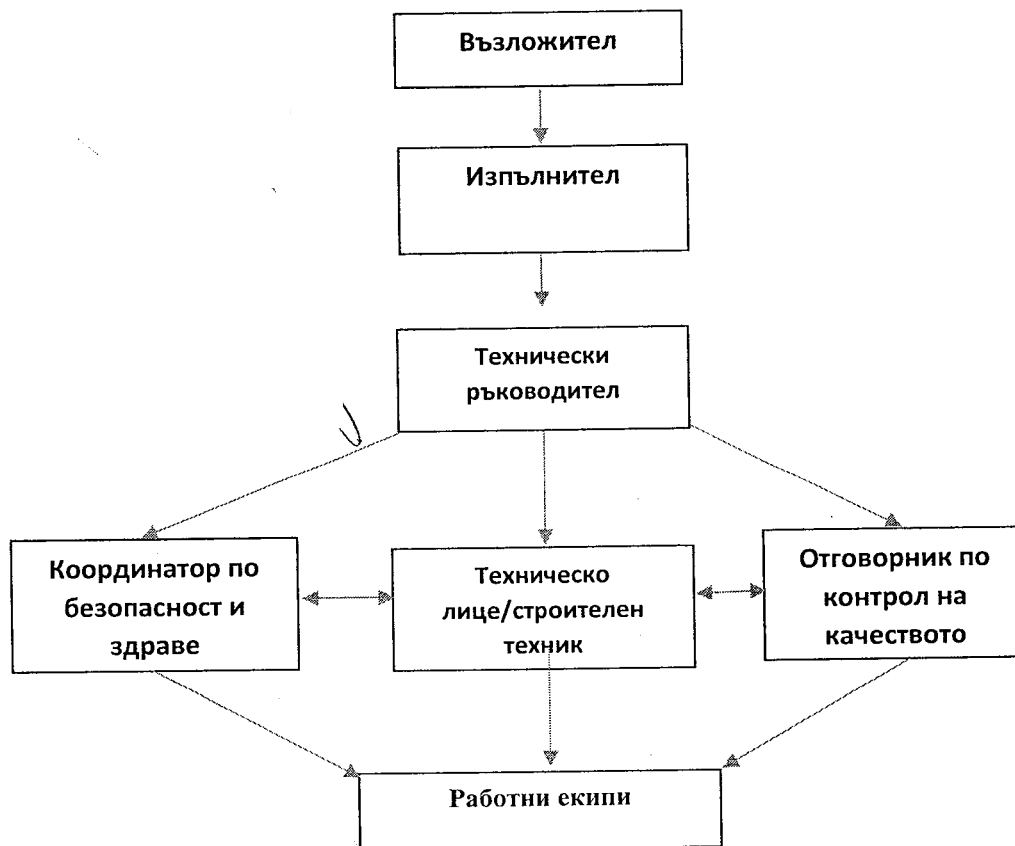 Възложител
Изпълнител
Технически
ръководител
Координатор по
безопасност и
здраве
Техническо
лице/строителен
техник
Отговорник по
контрол на
качеството
Работни екипи